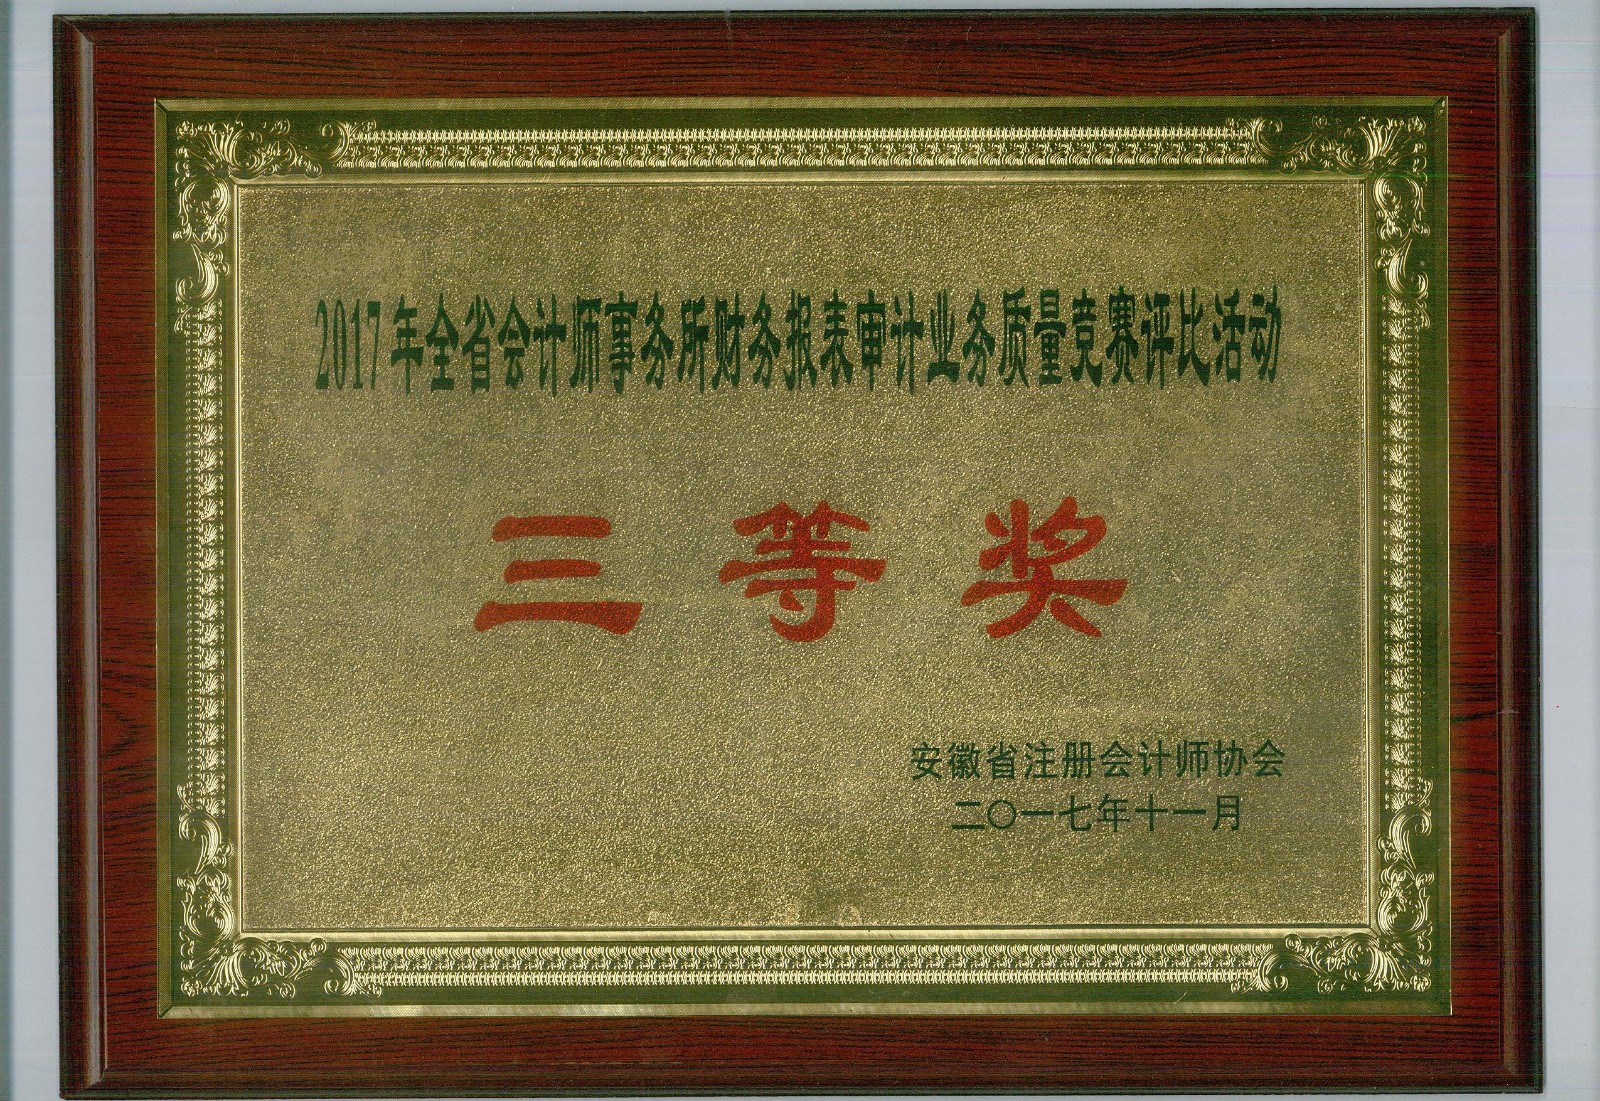 2017年全省会计师事务所财务报表审计业务质量竞赛评比活动
三等奖
安徽省注册会计师协会
二〇一七年十一月